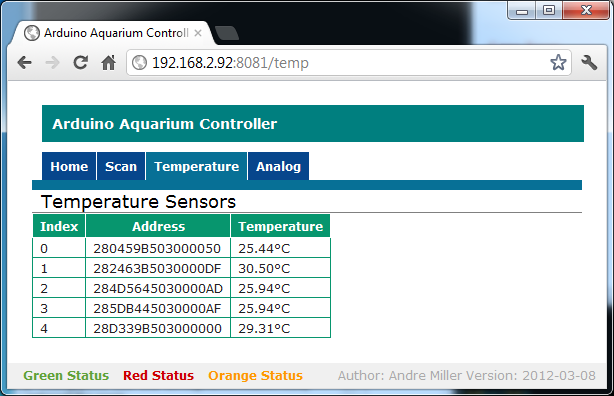 Arduino Aquarium Controll
192.168.2.92:8081/temp
Arduino Aquarium Controller
Home Scan Temperature Analog
Temperature Sensors
Index Address Temperature
0 280459B503000050 25.44°C
1 282463B5030000DF 30.50°C
2 284D5645030000AD 25.94°C
3 285DB445030000AF 25.94°C
4 28D339B503000000 29.31°C
Green Status Red Status Orange Status Author: Andre Miller Version: 2012-03-08